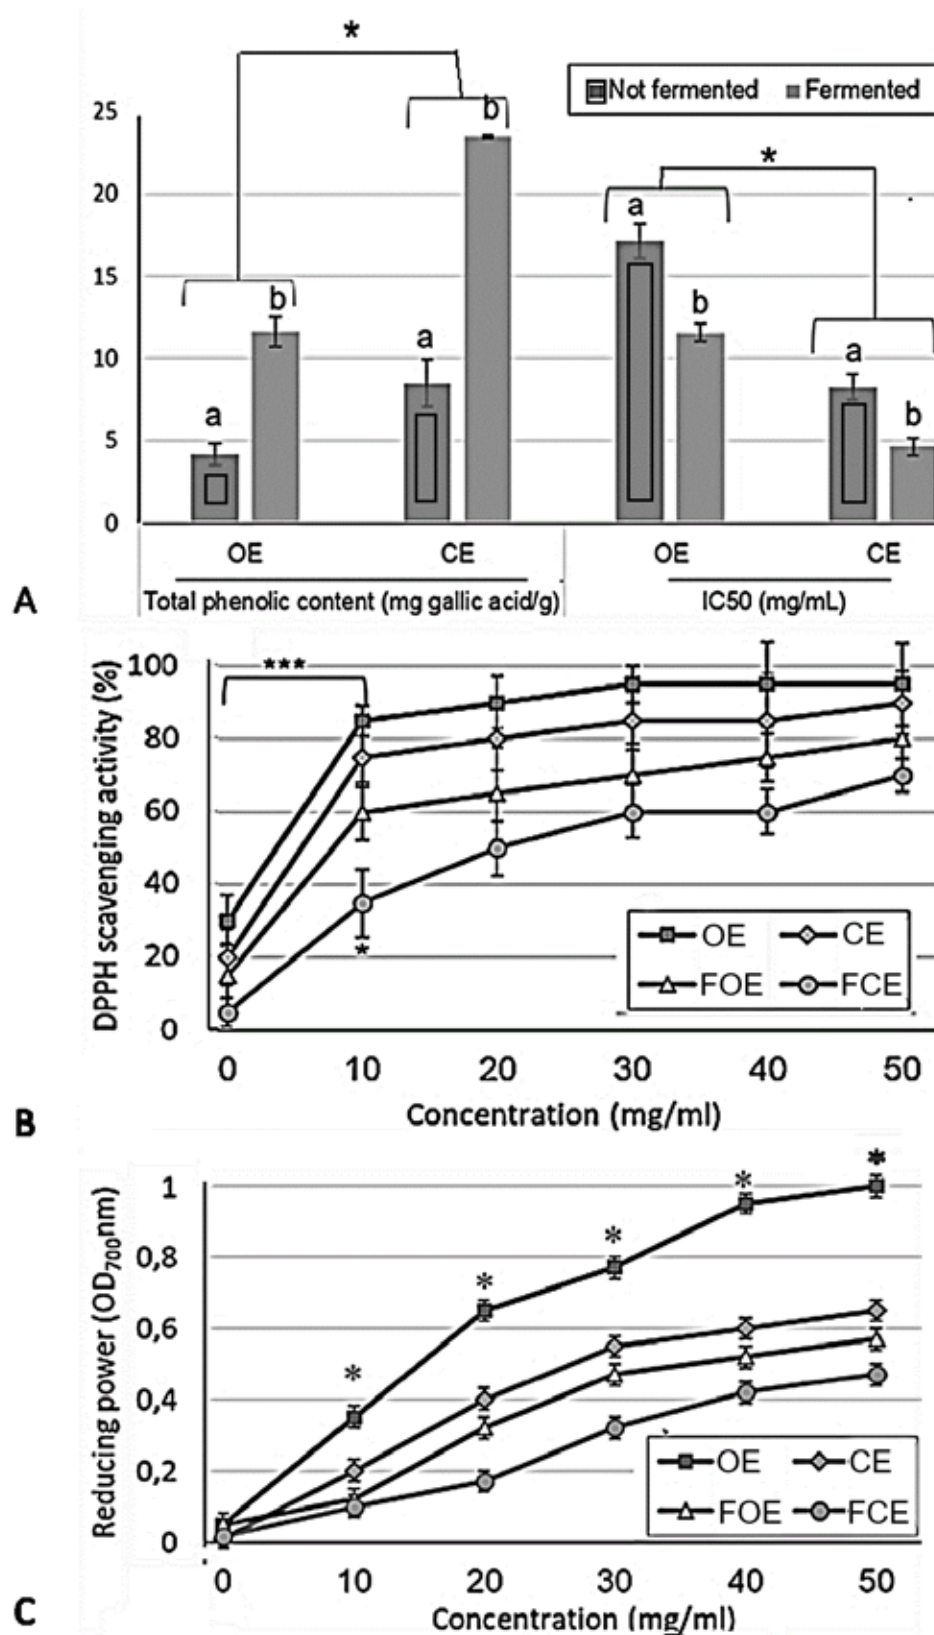 *
Not fermented Fermented
25
b
*
20
a
15
b
b
a
10
a
a
b
5
0
OE CE OE CE
A
Total phenolic content (mg gallic acid/g) IC50 (mg/mL)
DPPH scavenging activity (%)
100
***
80
60
40
*
20
0
OE CE
FOE FCE
0 10 20 30 40 50
Concentration (mg/ml)
B
Reducing power (OD700nm)
1
* * * * *
0,8
0,6
0,4
0,2
0
OE CE
FOE FCE
0 10 20 30 40 50
Concentration (mg/ml)
C